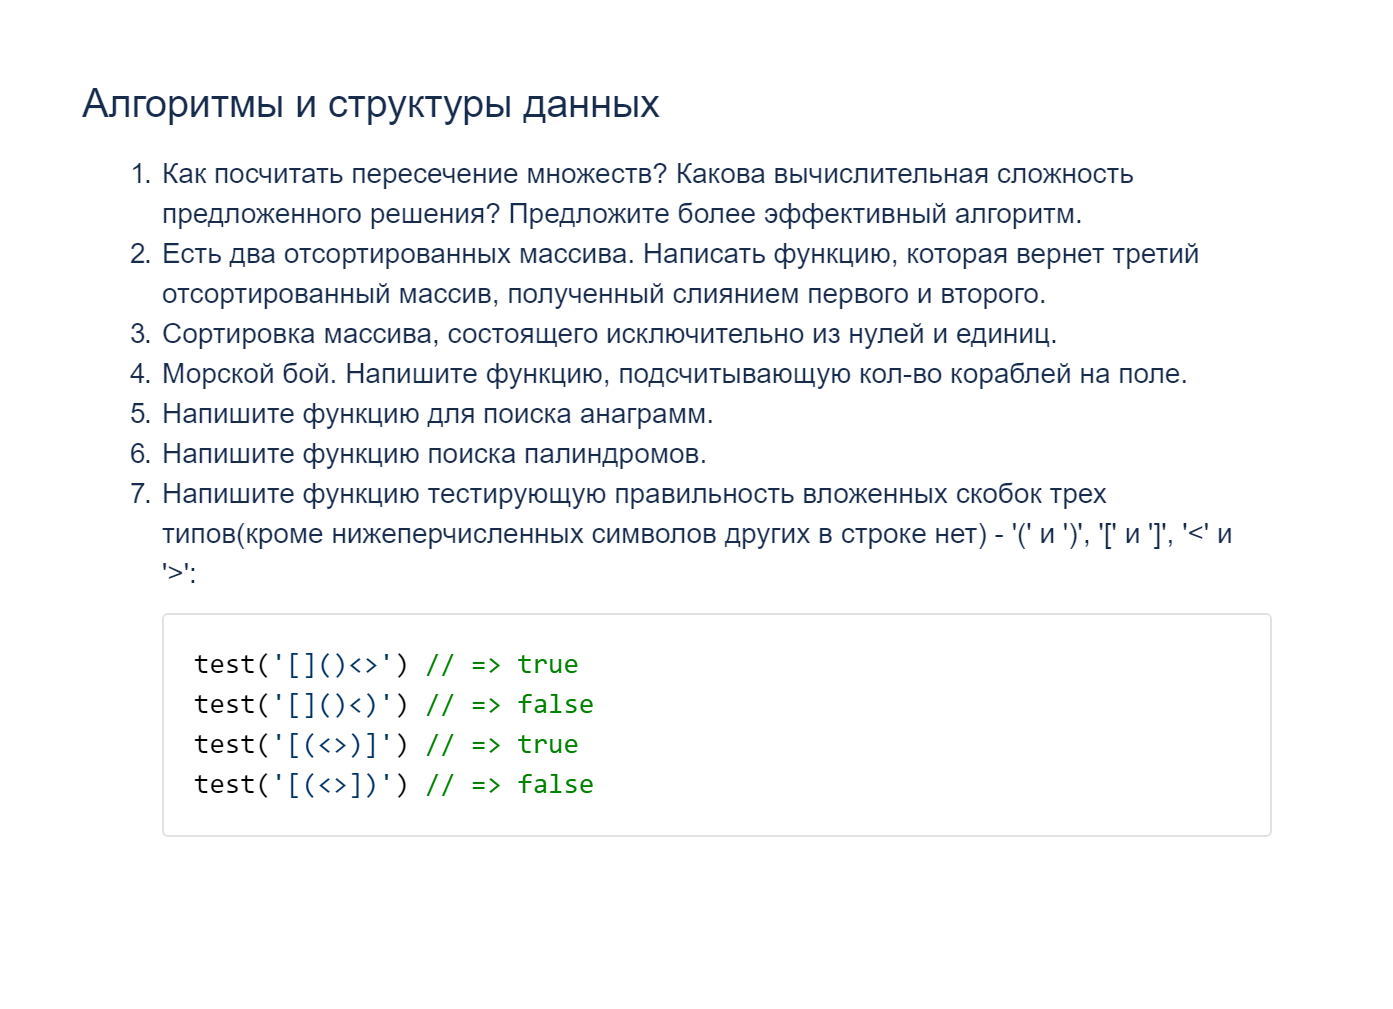 Алгоритмы и структуры данных
1. Как посчитать пересечение множеств? Какова вычислительная сложность
предложенного решения? Предложите более эффективный алгоритм.
2. Есть два отсортированных массива. Написать функцию, которая вернет третий
отсортированный массив, полученный слиянием первого и второго.
3. Сортировка массива, состоящего исключительно из нулей и единиц.
4. Морской бой. Напишите функцию, подсчитывающую кол-во кораблей на поле.
5. Напишите функцию для поиска анаграмм.
6. Напишите функцию поиска палиндромов.
7. Напишите функцию тестирующую правильность вложенных скобок трех
типов(кроме нижеперчисленных символов других в строке нет) - '(' и ')', '[' и ']', '<' и
'>':
test('[]()<>') // => true
test('[]()<)') // => false
test('[(<>)]') // => true
test('[(<>])') // => false